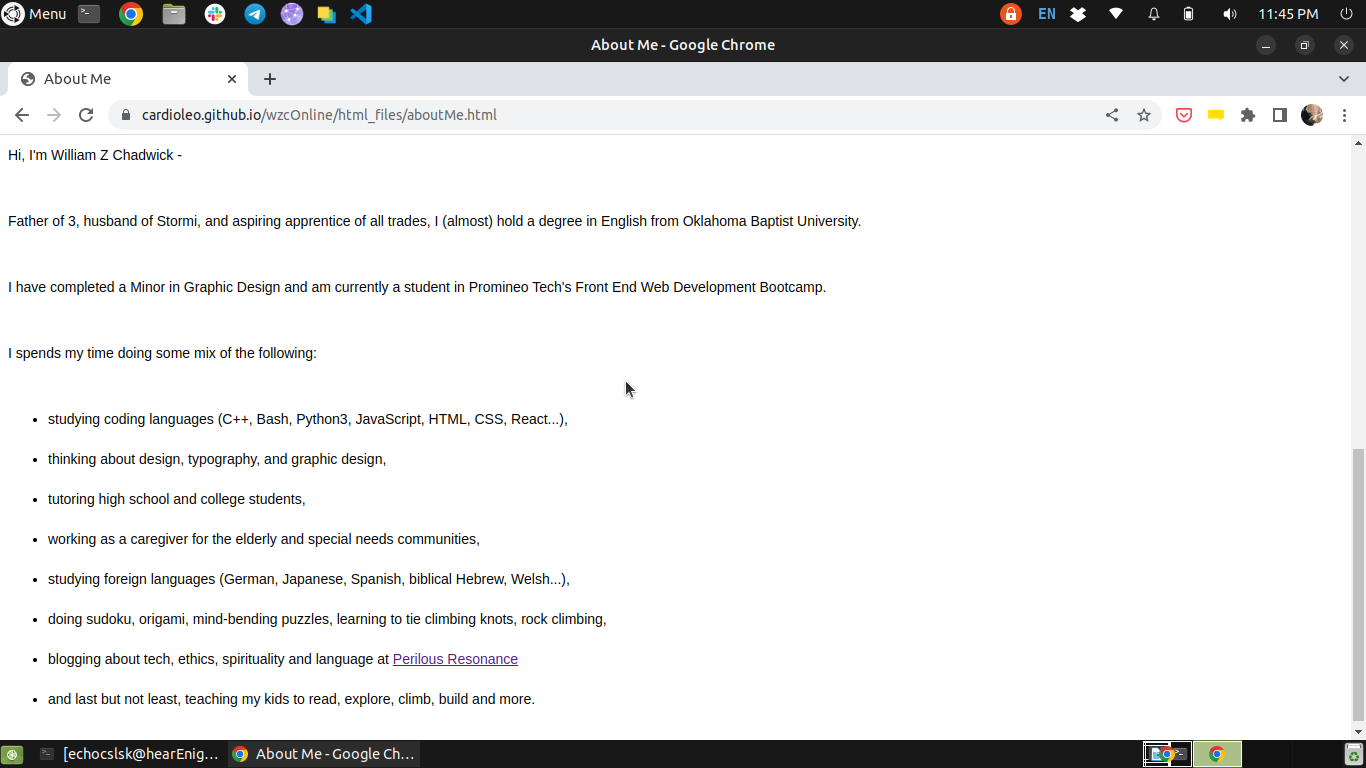 Menu
EN
11:45 PM
About Me - Google Chrome
About Me
cardioleo.github.io/wzcOnline/html_files/aboutMe.html
Hi, I'm William Z Chadwick -
Father of 3, husband of Stormi, and aspiring apprentice of all trades, I (almost) hold a degree in English from Oklahoma Baptist University.
I have completed a Minor in Graphic Design and am currently a student in Promineo Tech's Front End Web Development Bootcamp.
I spends my time doing some mix of the following:
• studying coding languages (C++, Bash, Python3, JavaScript, HTML, CSS, React...),
• thinking about design, typography, and graphic design,
• tutoring high school and college students,
• working as a caregiver for the elderly and special needs communities,
• studying foreign languages (German, Japanese, Spanish, biblical Hebrew, Welsh...),
• doing sudoku, origami, mind-bending puzzles, learning to tie climbing knots, rock climbing,
• blogging about tech, ethics, spirituality and language at Perilous Resonance
• and last but not least, teaching my kids to read, explore, climb, build and more.
[echocslsk@hearEnig...
About Me - Google Ch...